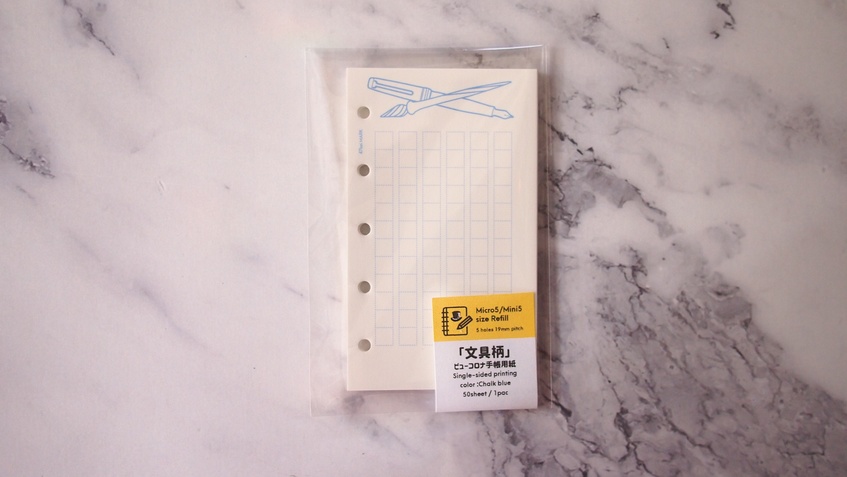 Micro5/Mini5
size Refill
5 holes 19mm pitch
「文具柄」
ビューコロナ手帳用紙
Single-sided printing
color :Chalk blue
50sheet / 1pac